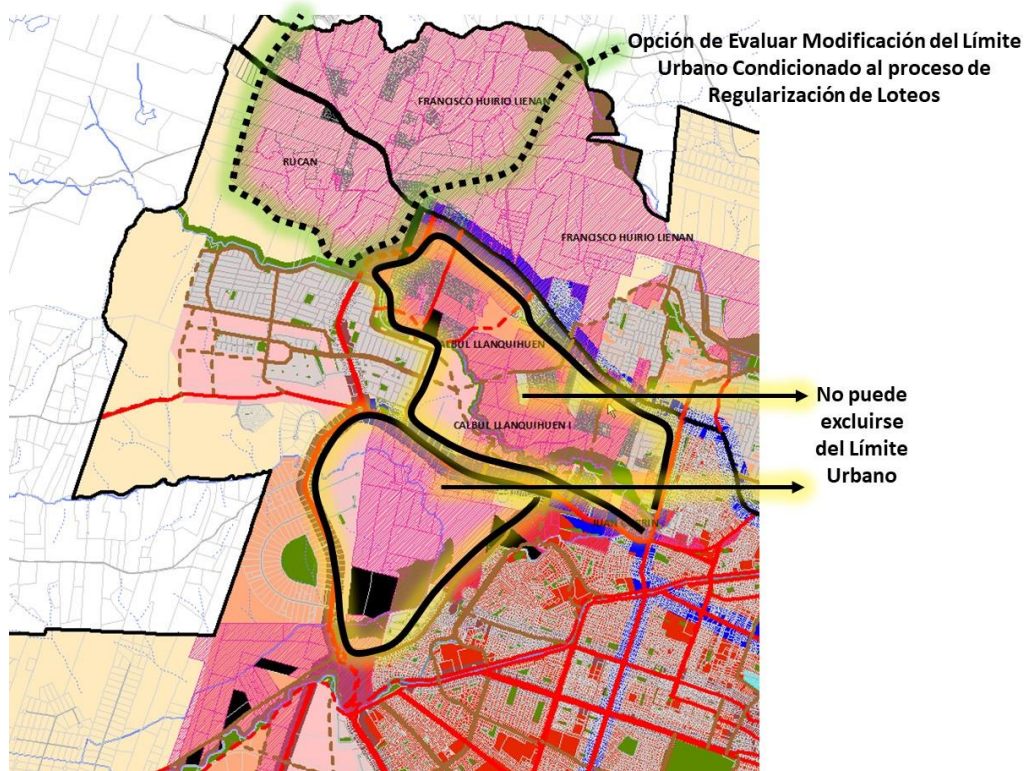 Opción de Evaluar Modificación del Límite
Urbano Condicionado al proceso de
Regularización de Loteos
FRANCISCO HUIRIO LIENAN
RUCAN
FRANCISCO HUIRIO LIENAN
CALBUL LLANQUIHUEN
CALBUL LLANQUIHUEN I
No puede
excluirse
del Límite
Urbano
JUAN